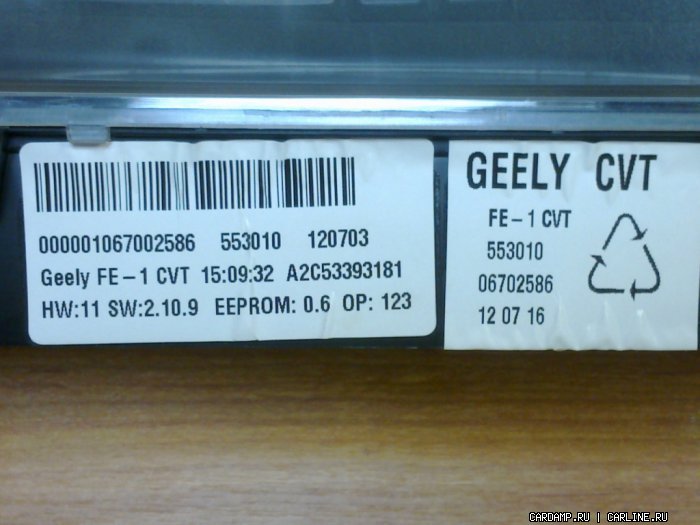 000001067002586 553010 120703
Geely FE-1 CVT 15:09:32 A2C53393181
HW:11 SW:2.10.9 EEPROM: 0.6 OP: 123
GEELY CVT
FE-1 CVT
553010
06702586
12 07 16
CARDAMP.RU | CARLINE.RU